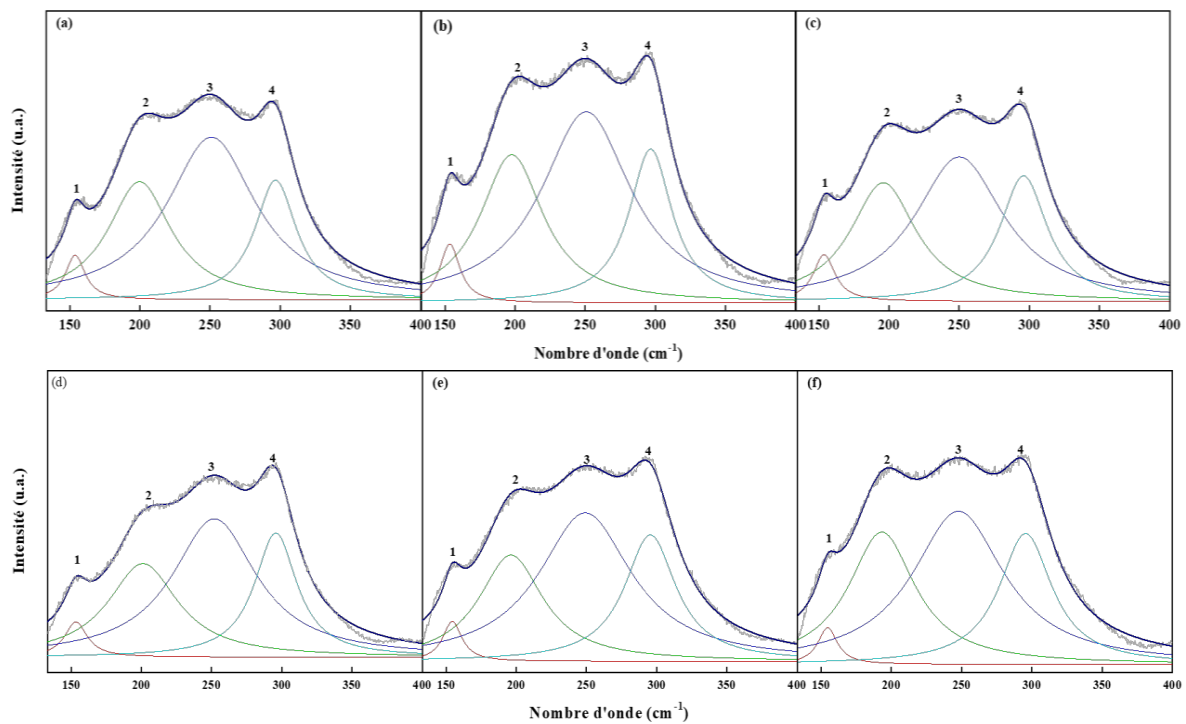 (a) (b) (c)
1 2 3 4 1 2 3 4 1 2 3 4
Intensité (u.a.)
150 200 250 300 350 400 150 200 250 300 350 400 150 200 250 300 350 400
Nombre d'onde (cm-1)
(d) (e) (f)
1 2 3 4 1 2 3 4 1 2 3 4
Intensité (u.a.)
150 200 250 300 350 400 150 200 250 300 350 400 150 200 250 300 350 400
Nombre d'onde (cm-1)